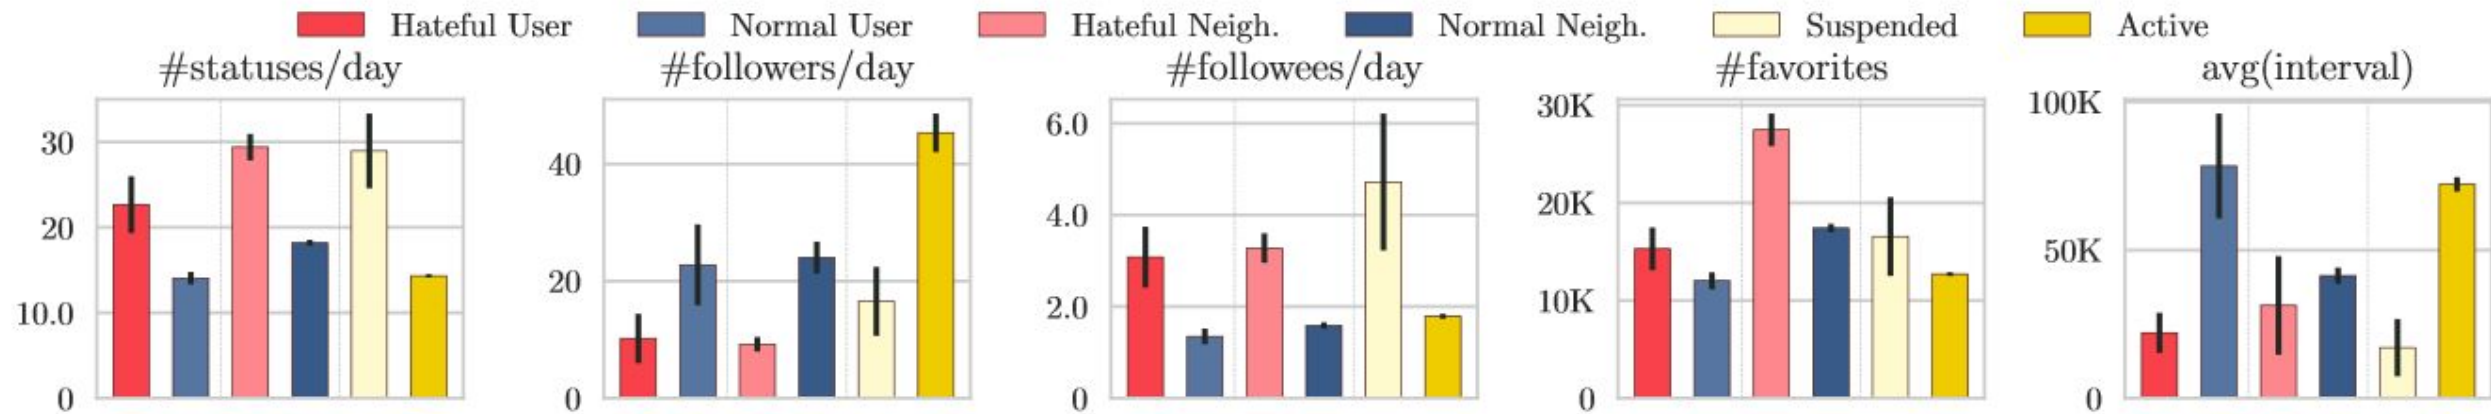 Hateful User Normal User Hateful Neigh. Normal Neigh. Suspended Active
#statuses/day #followers/day #followees/day #favorites avg(interval)
30 20 10.0 0
40 20 0
6.0 4.0 2.0 0
30K 20K 10K 0
100K 50K 0